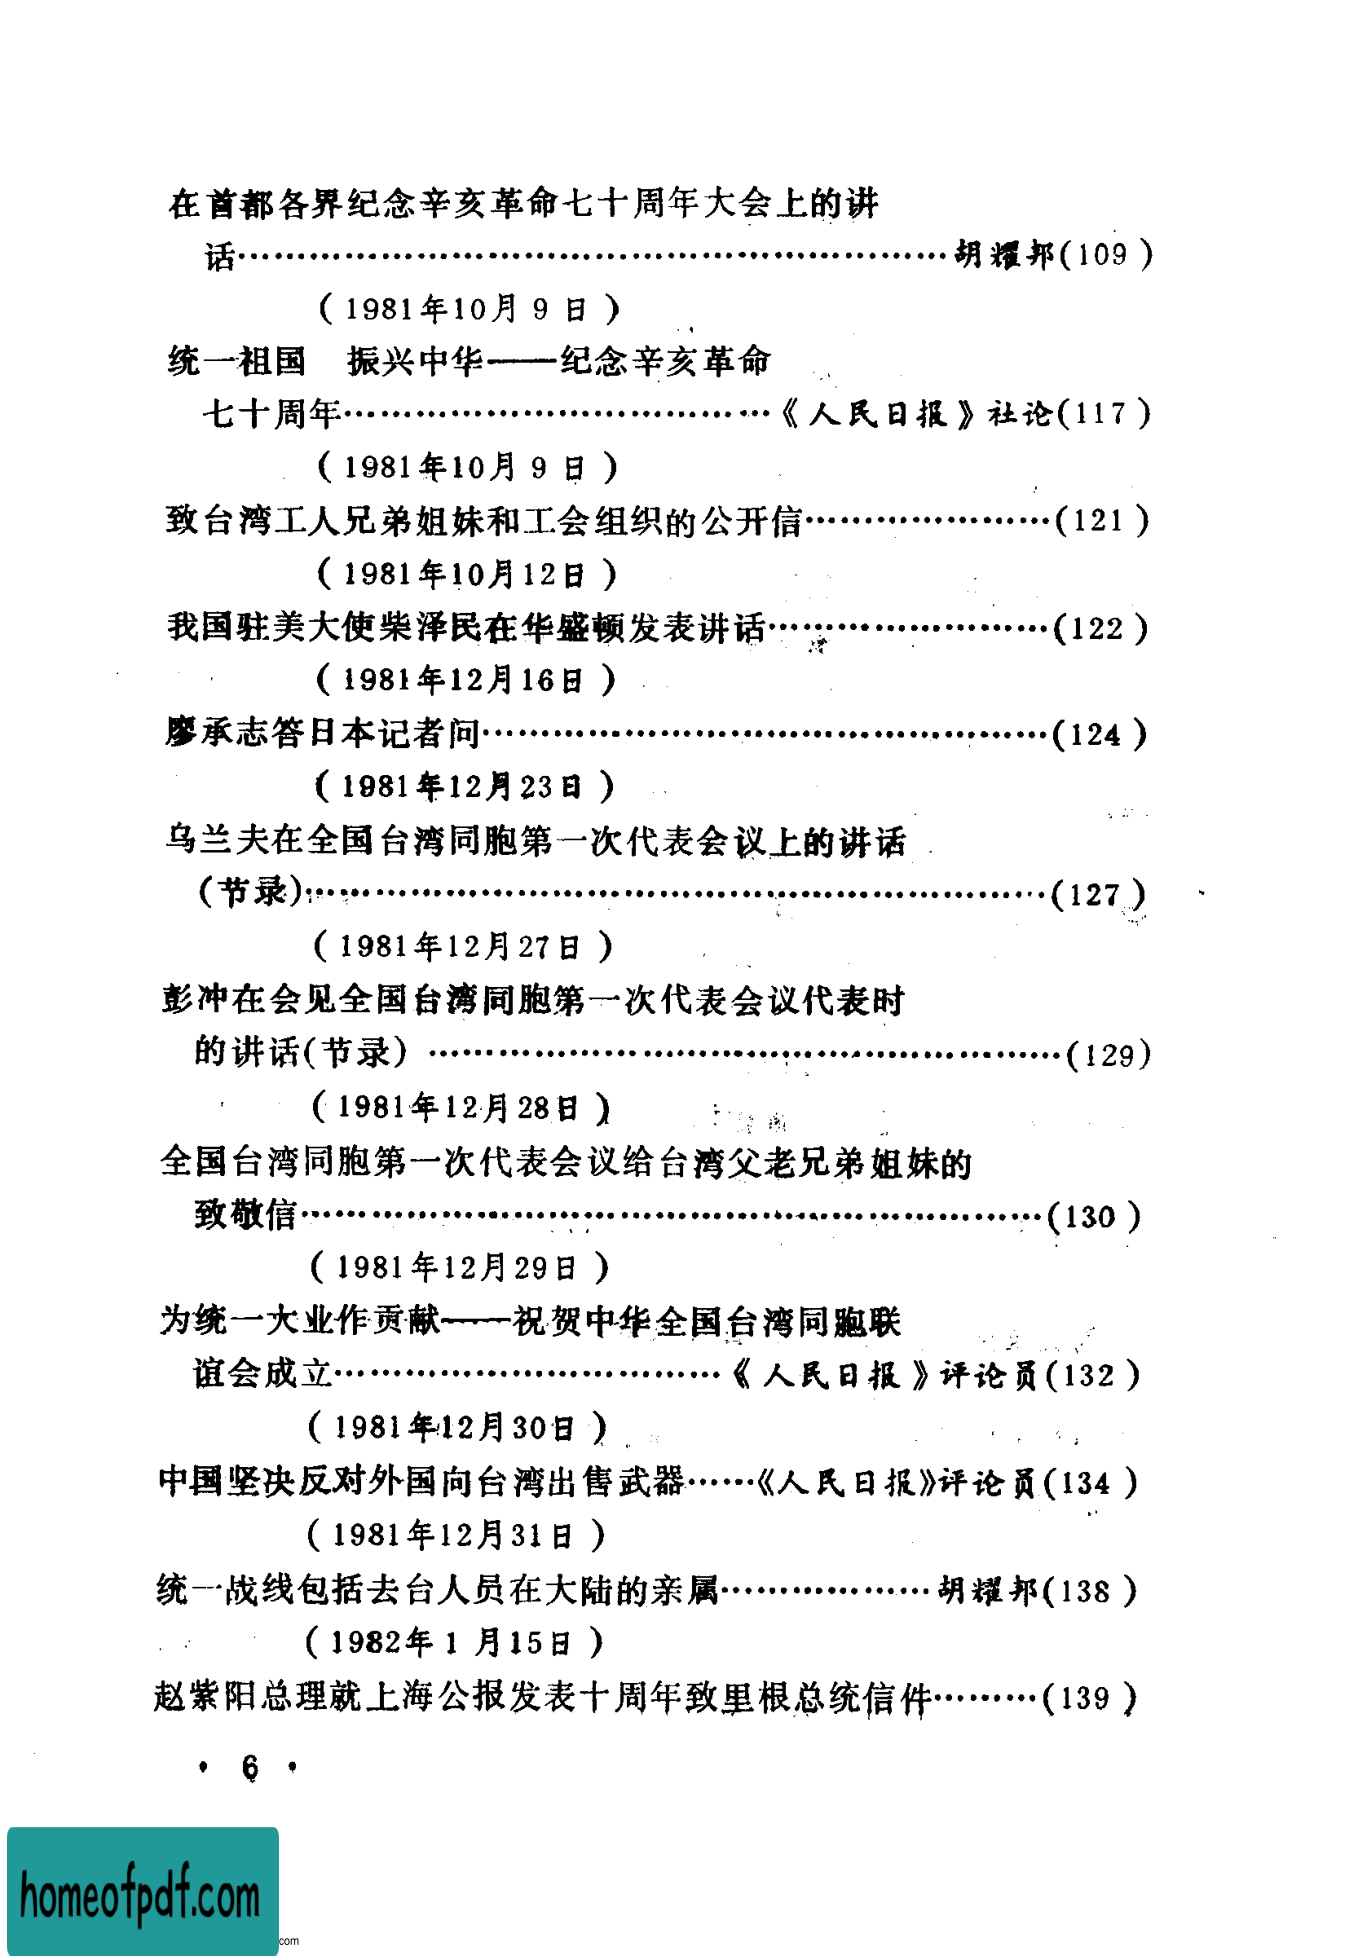 在首都各界纪念辛亥革命七十周年大会上的讲
话…………………………………………………胡耀邦(109)
(1981年10月9日)
统一祖国　振兴中华——纪念辛亥革命
七十周年………………………………《人民日报》社论(117)
(1981年10月9日)
致台湾工人兄弟姐妹和工会组织的公开信…………………(121)
(1981年10月12日)
我国驻美大使柴泽民在华盛顿发表讲话……………………(122)
(1981年12月16日)
廖承志答日本记者问…………………………………………(124)
(1981年12月23日)
乌兰夫在全国台湾同胞第一次代表会议上的讲话
(节录)…………………………………………………………(127)
(1981年12月27日)
彭冲在会见全国台湾同胞第一次代表会议代表时
的讲话(节录)…………………………………………………(129)
(1981年12月28日)
全国台湾同胞第一次代表会议给台湾父老兄弟姐妹的
致敬信…………………………………………………………(130)
(1981年12月29日)
为统一大业作贡献——祝贺中华全国台湾同胞联
谊会成立……………………………《人民日报》评论员(132)
(1981年12月30日)
中国坚决反对外国向台湾出售武器……《人民日报》评论员(134)
(1981年12月31日)
统一战线包括去台人员在大陆的亲属………………胡耀邦(138)
(1982年1月15日)
赵紫阳总理就上海公报发表十周年致里根总统信件………(139)
· 6 ·
homeofpdf.com
com